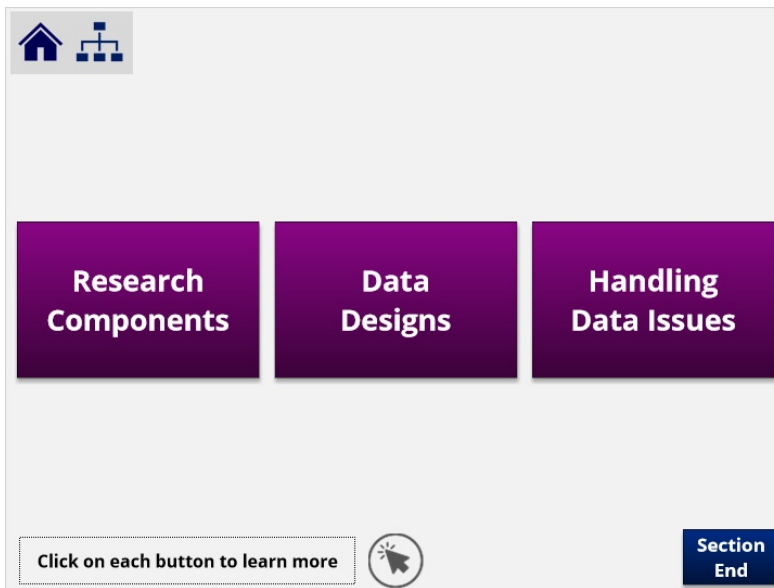 Research
Components
Data
Designs
Handling
Data Issues
Click on each button to learn more
Section
End